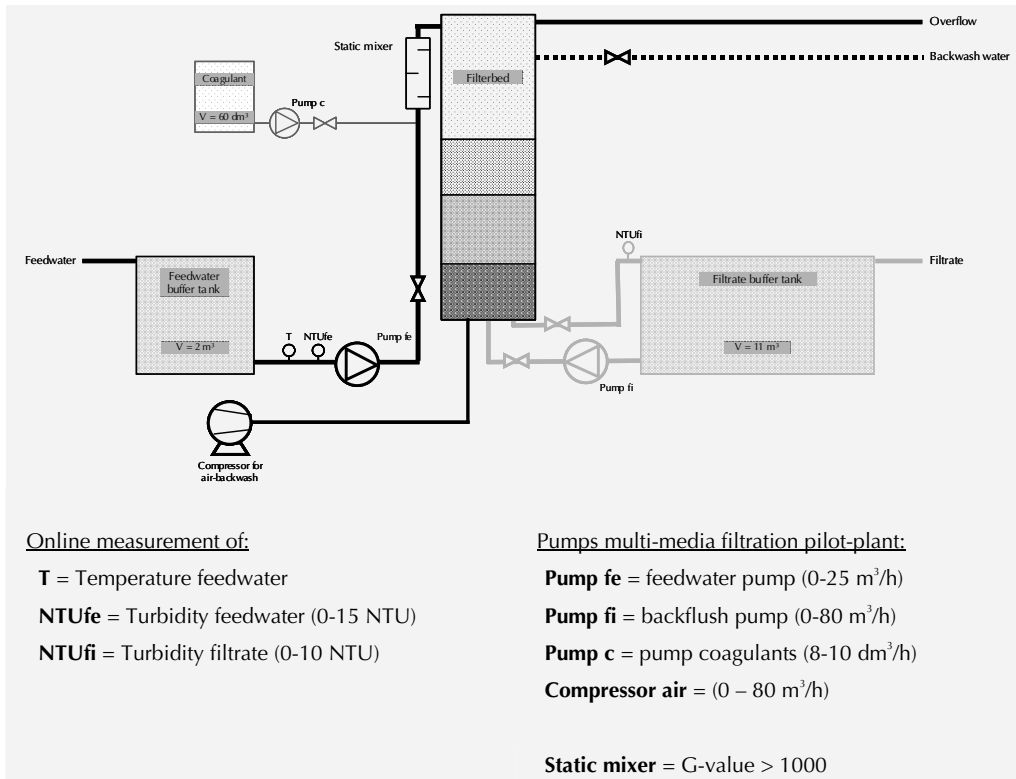 Overflow
Static mixer
Backwash water
Coagulant
Filterbed
Pump c
V = 60 dm³
NTUfi
Feedwater
Filtrate
Feedwater
buffer tank
Filtrate buffer tank
T
NTUfe
Pump fe
V = 2 m³
V = 11 m³
Pump fi
Compressor for
air-backwash
Online measurement of:
T = Temperature feedwater
NTUfe = Turbidity feedwater (0-15 NTU)
NTUfi = Turbidity filtrate (0-10 NTU)
Pumps multi-media filtration pilot-plant:
Pump fe = feedwater pump (0-25 m³/h)
Pump fi = backflush pump (0-80 m³/h)
Pump c = pump coagulants (8-10 dm³/h)
Compressor air = (0 – 80 m³/h)
Static mixer = G-value > 1000